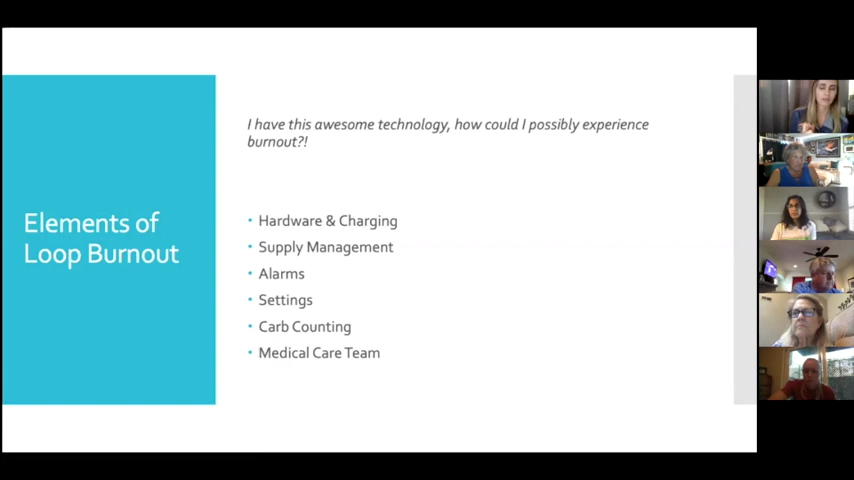 I have this awesome technology, how could I possibly experience
burnout?!
Elements of
Loop Burnout
• Hardware & Charging
• Supply Management
• Alarms
• Settings
• Carb Counting
• Medical Care Team